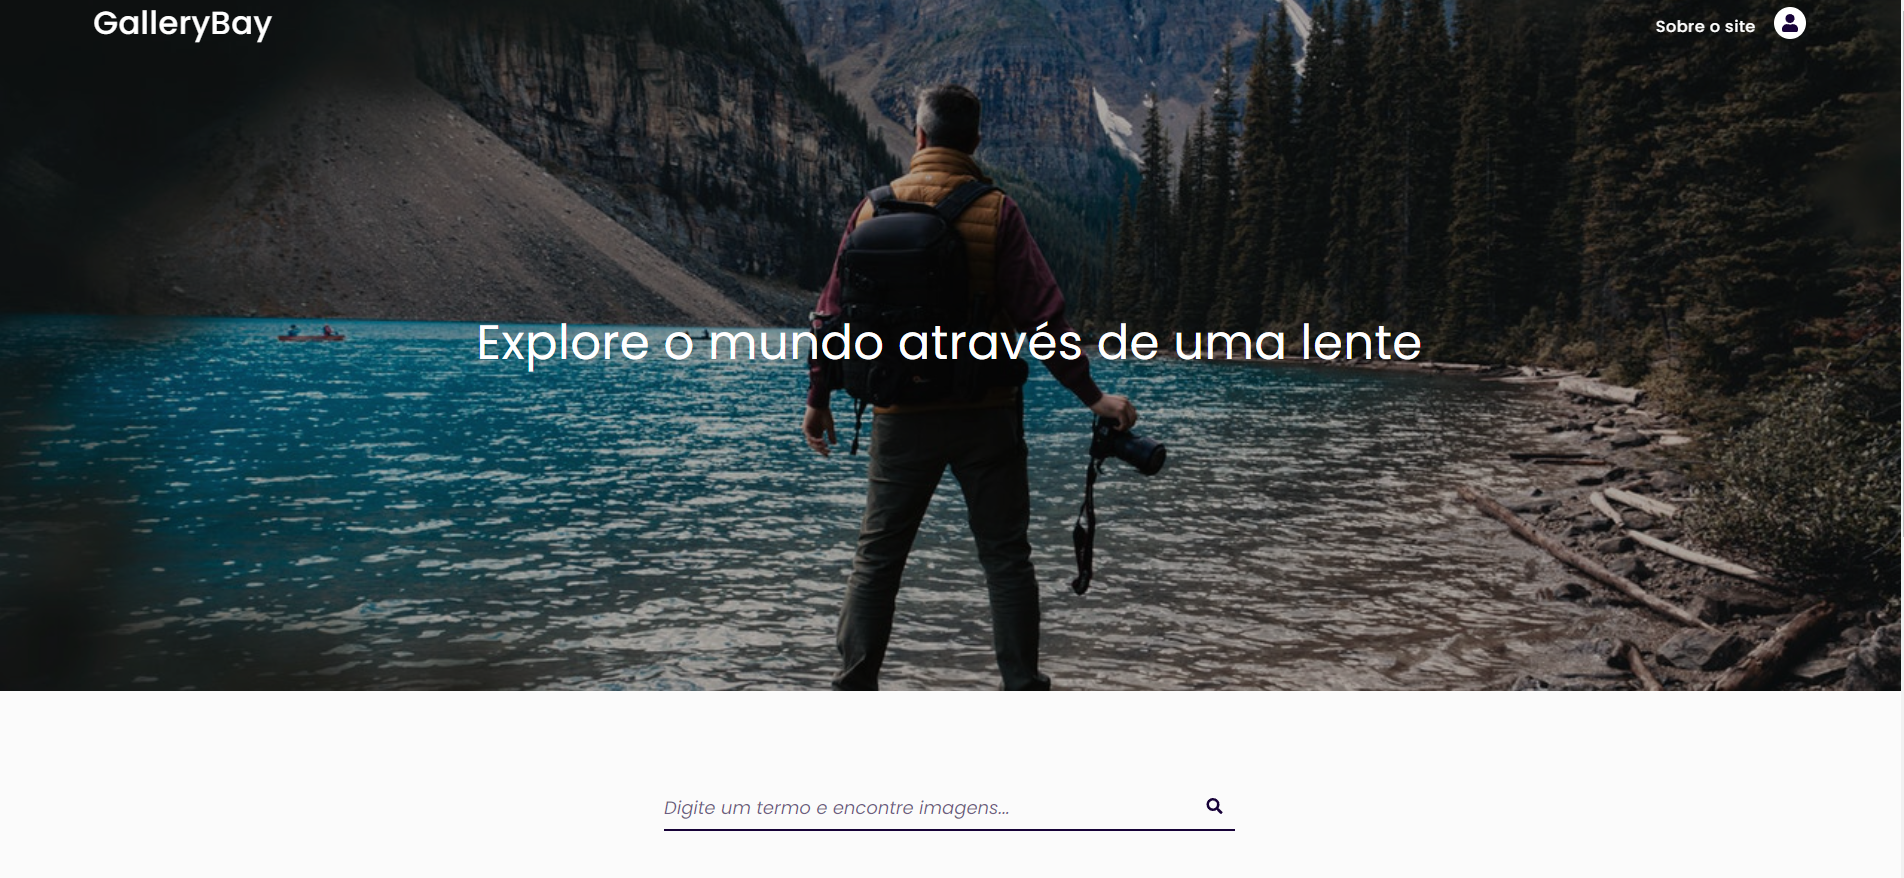 GalleryBay
Sobre o site
Explore o mundo através de uma lente
Digite um termo e encontre imagens...